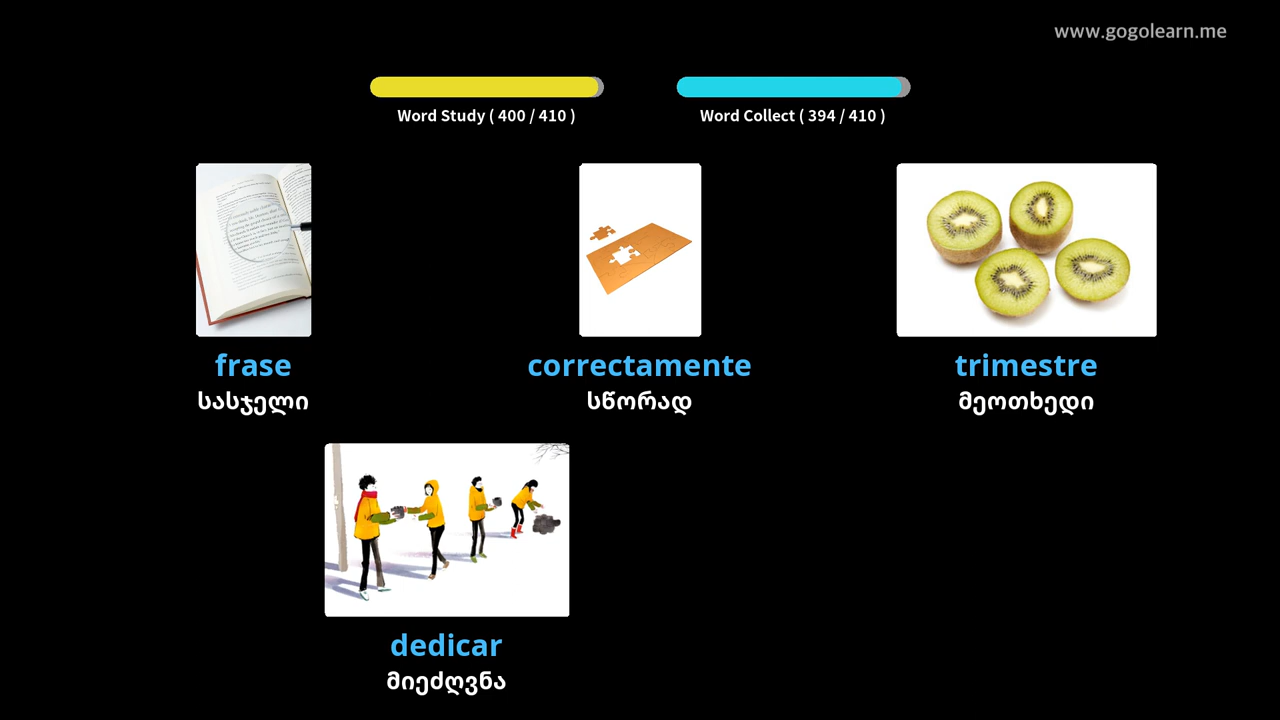 www.gogolearn.me
Word Study ( 400 / 410 )
Word Collect ( 394 / 410 )
frase
სასჯელი
correctamente
სწორად
trimestre
მეოთხედი
dedicar
მიეძღვნა